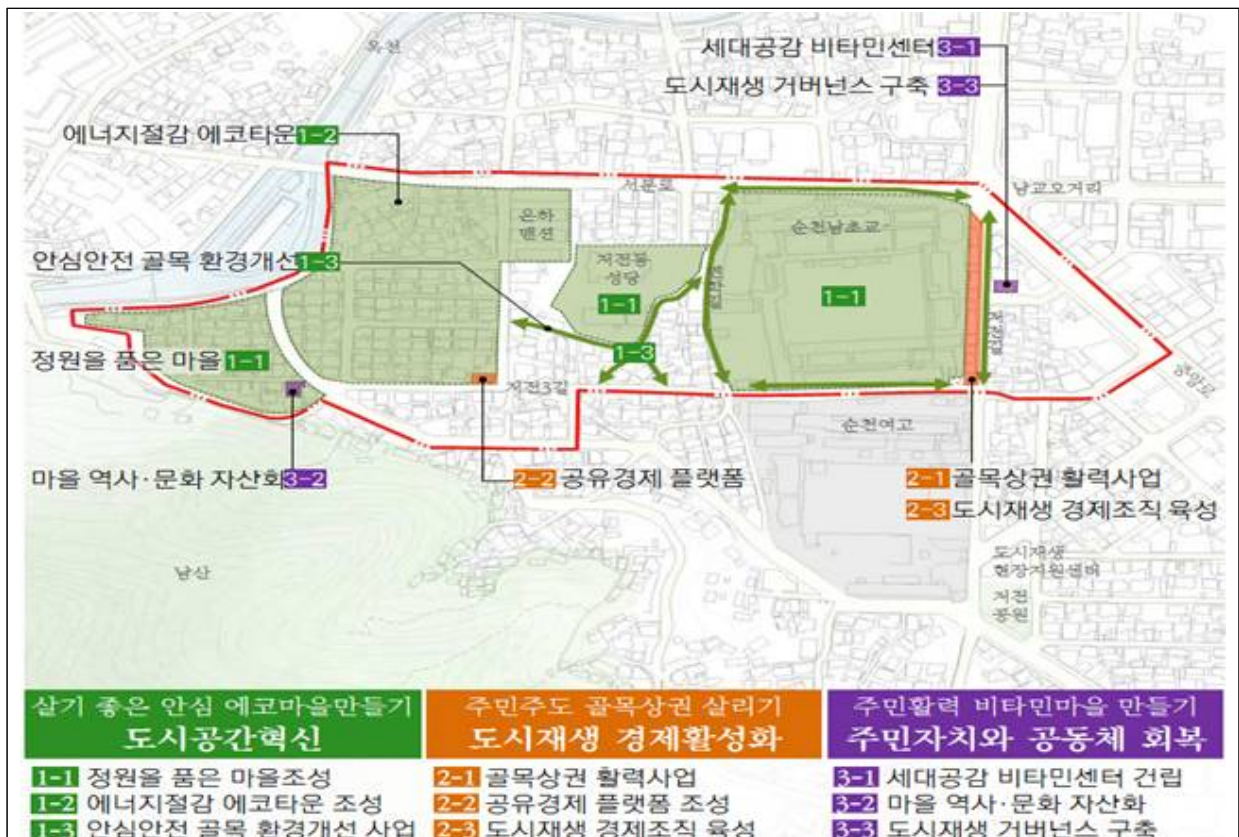 옥천
세대공감 비타민센터 3-1
도시재생 거버넌스 구축 3-3
에너지절감 에코타운 1-2
서문로
남교오거리
은하
맨션
순천남초교
안심안전 골목 환경개선 1-3
저전동
성당
1-1
1-1
정원을 품은 마을 1-1
1-3
저전3길
중앙로
순천여고
마을 역사·문화 자산화 3-2
2-2 공유경제 플랫폼
2-1 골목상권 활력사업
2-3 도시재생 경제조직 육성
남산
도시재생
현장지원센터
저전
공원
살기 좋은 안심 에코마을만들기
도시공간혁신
1-1 정원을 품은 마을조성
1-2 에너지절감 에코타운 조성
1-3 안심안전 골목 환경개선 사업
주민주도 골목상권 살리기
도시재생 경제활성화
2-1 골목상권 활력사업
2-2 공유경제 플랫폼 조성
2-3 도시재생 경제조직 육성
주민활력 비타민마을 만들기
주민자치와 공동체 회복
3-1 세대공감 비타민센터 건립
3-2 마을 역사·문화 자산화
3-3 도시재생 거버넌스 구축